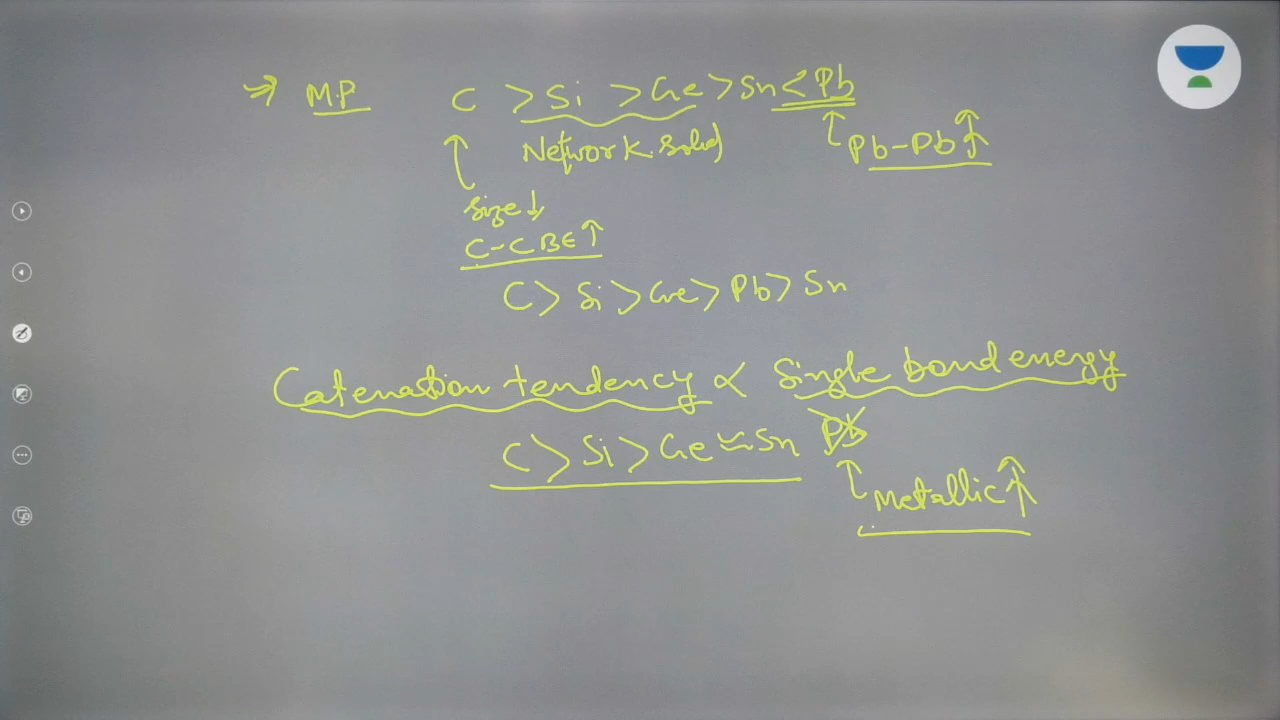 ⇒ M.P C > Si > Ge > Sn < Pb
Network solid
Pb-Pb↑
size↓
C-C BE↑
C > Si > Ge > Pb > Sn
Catenation tendency ∝ Single bond energy
C > Si > Ge ≈ Sn Pb
Metallic↑